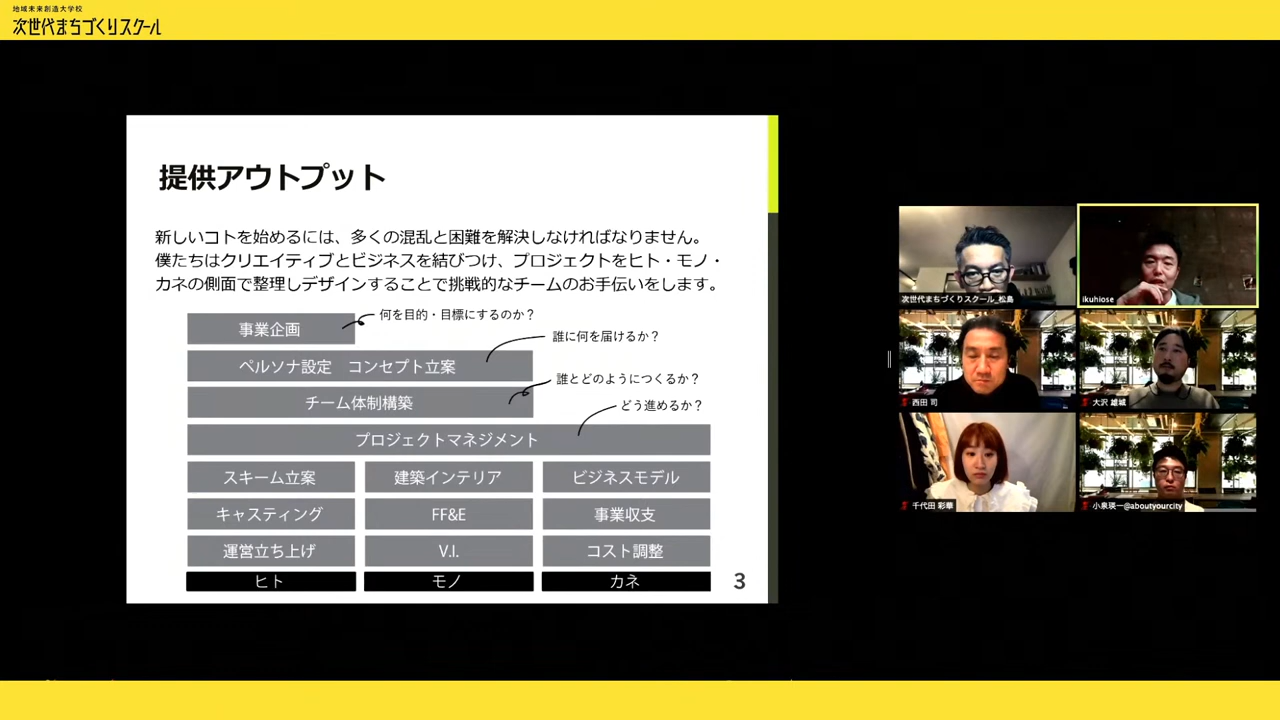 地域未来創造大学校
次世代まちづくりスクール
提供アウトプット
新しいコトを始めるには、多くの混乱と困難を解決しなければなりません。
僕たちはクリエイティブとビジネスを結びつけ、プロジェクトをヒト・モノ・
カネの側面で整理しデザインすることで挑戦的なチームのお手伝いをします。
事業企画
何を目的・目標にするのか？
ペルソナ設定 コンセプト立案
誰に何を届けるか？
チーム体制構築
誰とどのようにつくるか？
プロジェクトマネジメント
どう進めるか？
スキーム立案 建築インテリア ビジネスモデル
キャスティング FF&E 事業収支
運営立ち上げ V.I. コスト調整
ヒト モノ カネ
3
次世代まちづくりスクール_松島
ikuhiose
西田 司
大沢 雄城
千代田 彩華
小泉瑛一@aboutyourcity